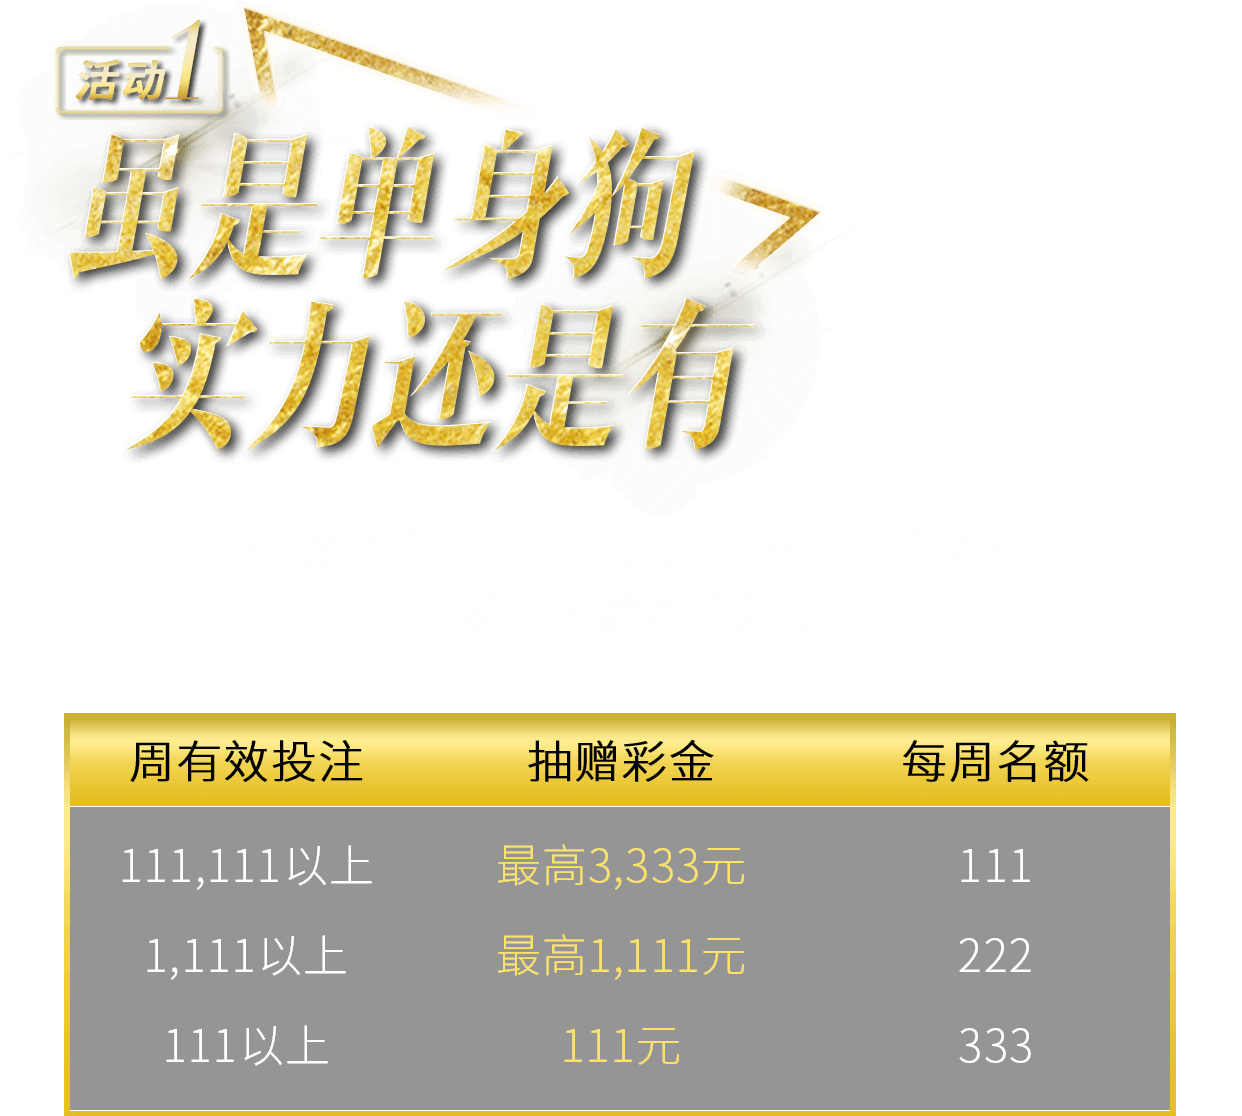 活动1
虽是单身狗
实力还是有
周有效投注 抽赠彩金 每周名额
111,111以上 最高3,333元 111
1,111以上 最高1,111元 222
111以上 111元 333